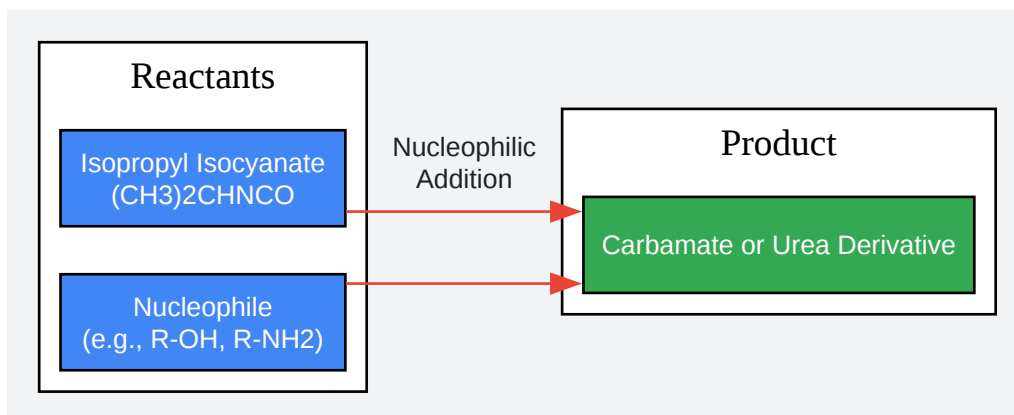 Reactants
Isopropyl Isocyanate
(CH3)2CHNCO
Nucleophile
(e.g., R-OH, R-NH2)
Nucleophilic
Addition
Product
Carbamate or Urea Derivative